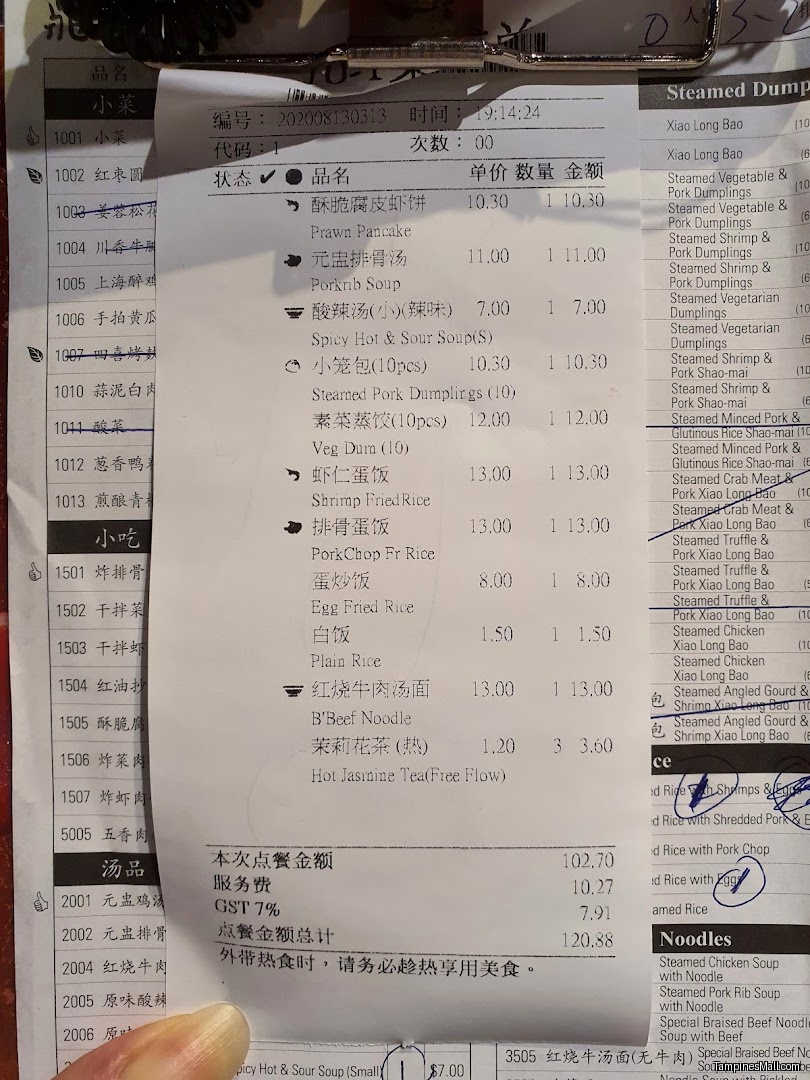 编号： 202008130313 时间： 19:14:24
代码：1 次数： 00
状态 ✔ ● 品名 单价 数量 金额
酥脆腐皮虾饼 10.30 1 10.30
Prawn Pancake
元盅排骨汤 11.00 1 11.00
Porkrib Soup
酸辣汤(小)(辣味) 7.00 1 7.00
Spicy Hot & Sour Soup(S)
小笼包(10pcs) 10.30 1 10.30
Steamed Pork Dumplings (10)
素菜蒸饺(10pcs) 12.00 1 12.00
Veg Dum (10)
虾仁蛋饭 13.00 1 13.00
Shrimp FriedRice
排骨蛋饭 13.00 1 13.00
PorkChop Fr Rice
蛋炒饭 8.00 1 8.00
Egg Fried Rice
白饭 1.50 1 1.50
Plain Rice
红烧牛肉汤面 13.00 1 13.00
B'Beef Noodle
茉莉花茶 (热) 1.20 3 3.60
Hot Jasmine Tea(Free Flow)
本次点餐金额 102.70
服务费 10.27
GST 7% 7.91
点餐金额总计 120.88
外带热食时，请务必趁热享用美食。
品名
小菜
1001 小菜
1002 红枣圆
1003 姜蓉松花
1004 川香牛腱
1005 上海醉鸡
1006 手拍黄瓜
1007 四喜烤麸
1010 蒜泥白肉
1011 酸菜
1012 葱香鸭
1013 煎酿青椒
小吃
1501 炸排骨
1502 干拌菜
1503 干拌虾
1504 红油抄
1505 酥脆腐
1506 炸菜肉
1507 炸虾肉
5005 五香肉
汤品
2001 元盅鸡汤
2002 元盅排骨
2004 红烧牛肉
2005 原味酸辣
2006 原味
Steamed Dump
Xiao Long Bao
Xiao Long Bao
Steamed Vegetable &
Pork Dumplings
Steamed Vegetable &
Pork Dumplings
Steamed Shrimp &
Pork Dumplings
Steamed Shrimp &
Pork Dumplings
Steamed Vegetarian
Dumplings
Steamed Vegetarian
Dumplings
Steamed Shrimp &
Pork Shao-mai
Steamed Shrimp &
Pork Shao-mai
Steamed Minced Pork &
Glutinous Rice Shao-mai
Steamed Minced Pork &
Glutinous Rice Shao-mai
Steamed Crab Meat &
Pork Xiao Long Bao
Steamed Crab Meat &
Pork Xiao Long Bao
Steamed Truffle &
Pork Xiao Long Bao
Steamed Truffle &
Pork Xiao Long Bao
Steamed Truffle &
Pork Xiao Long Bao
Steamed Chicken
Xiao Long Bao
Steamed Chicken
Xiao Long Bao
Steamed Angled Gourd &
Shrimp Xiao Long Bao
Steamed Angled Gourd &
Shrimp Xiao Long Bao
ce
ed Rice with Shrimps & Eggs
d Rice with Shredded Pork & E
d Rice with Pork Chop
d Rice with Eggs
amed Rice
Noodles
Steamed Chicken Soup
with Noodle
Steamed Pork Rib Soup
with Noodle
Special Braised Beef Noodle
Soup with Beef
3505 红烧牛汤面(无牛肉) Special Braised Beef
Soup Noodle
picy Hot & Sour Soup (Small) 1 $7.00
TampinesMall.com